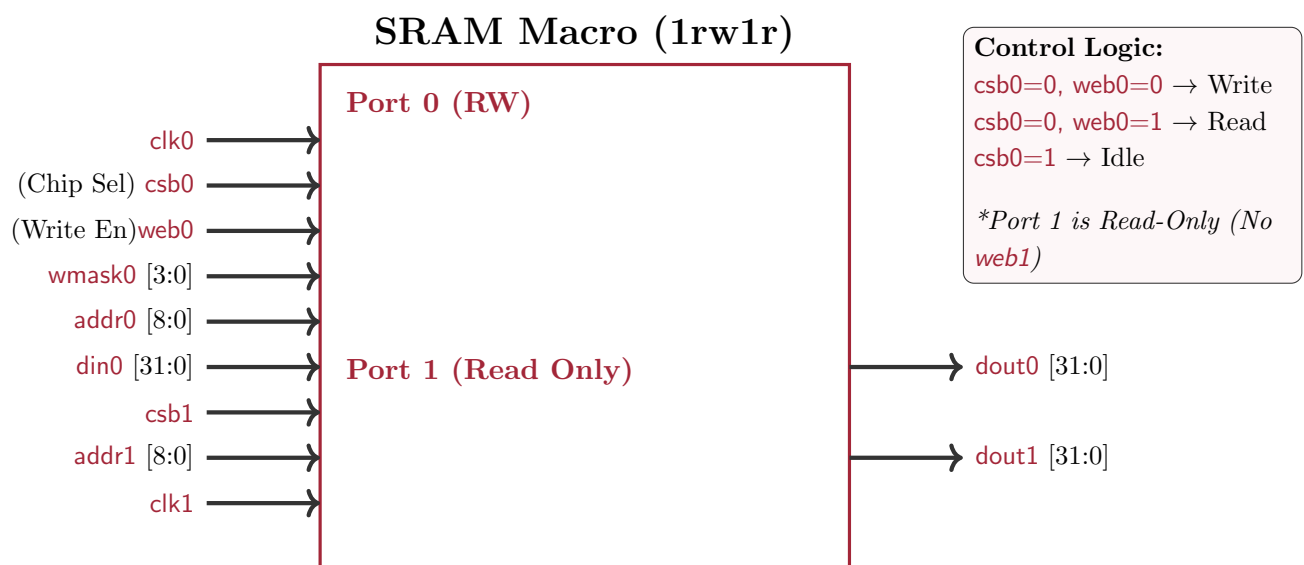 SRAM Macro (1rw1r)
Port 0 (RW)
clk0
(Chip Sel) csb0
(Write En)web0
wmask0 [3:0]
addr0 [8:0]
din0 [31:0]
Port 1 (Read Only)
csb1
addr1 [8:0]
clk1
dout0 [31:0]
dout1 [31:0]
Control Logic:
csb0=0, web0=0 → Write
csb0=0, web0=1 → Read
csb0=1 → Idle
*Port 1 is Read-Only (No
web1)